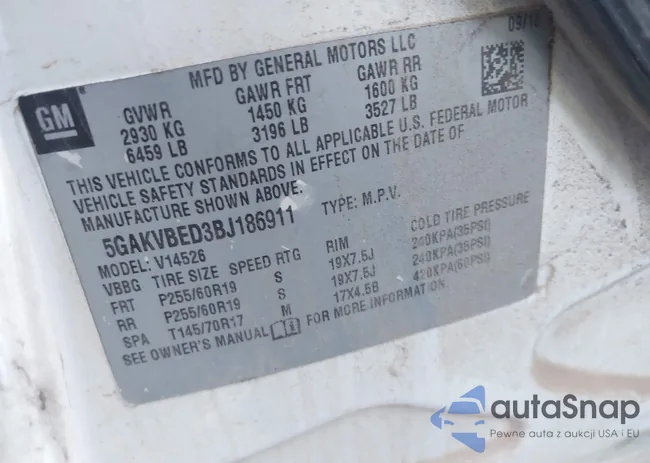 09/10
MFD BY GENERAL MOTORS LLC
GM
GVWR GAWR FRT GAWR RR
2930 KG 1450 KG 1600 KG
6459 LB 3196 LB 3527 LB
THIS VEHICLE CONFORMS TO ALL APPLICABLE U.S. FEDERAL MOTOR
VEHICLE SAFETY STANDARDS IN EFFECT ON THE DATE OF
MANUFACTURE SHOWN ABOVE.
5GAKVBED3BJ186911 TYPE: M.P.V.
MODEL: V14526
VBBG TIRE SIZE SPEED RTG RIM COLD TIRE PRESSURE
FRT P255/60R19 S 19X7.5J 240KPA(35PSI)
RR P255/60R19 S 19X7.5J 240KPA(35PSI)
SPA T145/70R17 M 17X4.5B 420KPA(60PSI)
SEE OWNER'S MANUAL FOR MORE INFORMATION.
autaSnap
Pewne auta z aukcji USA i EU